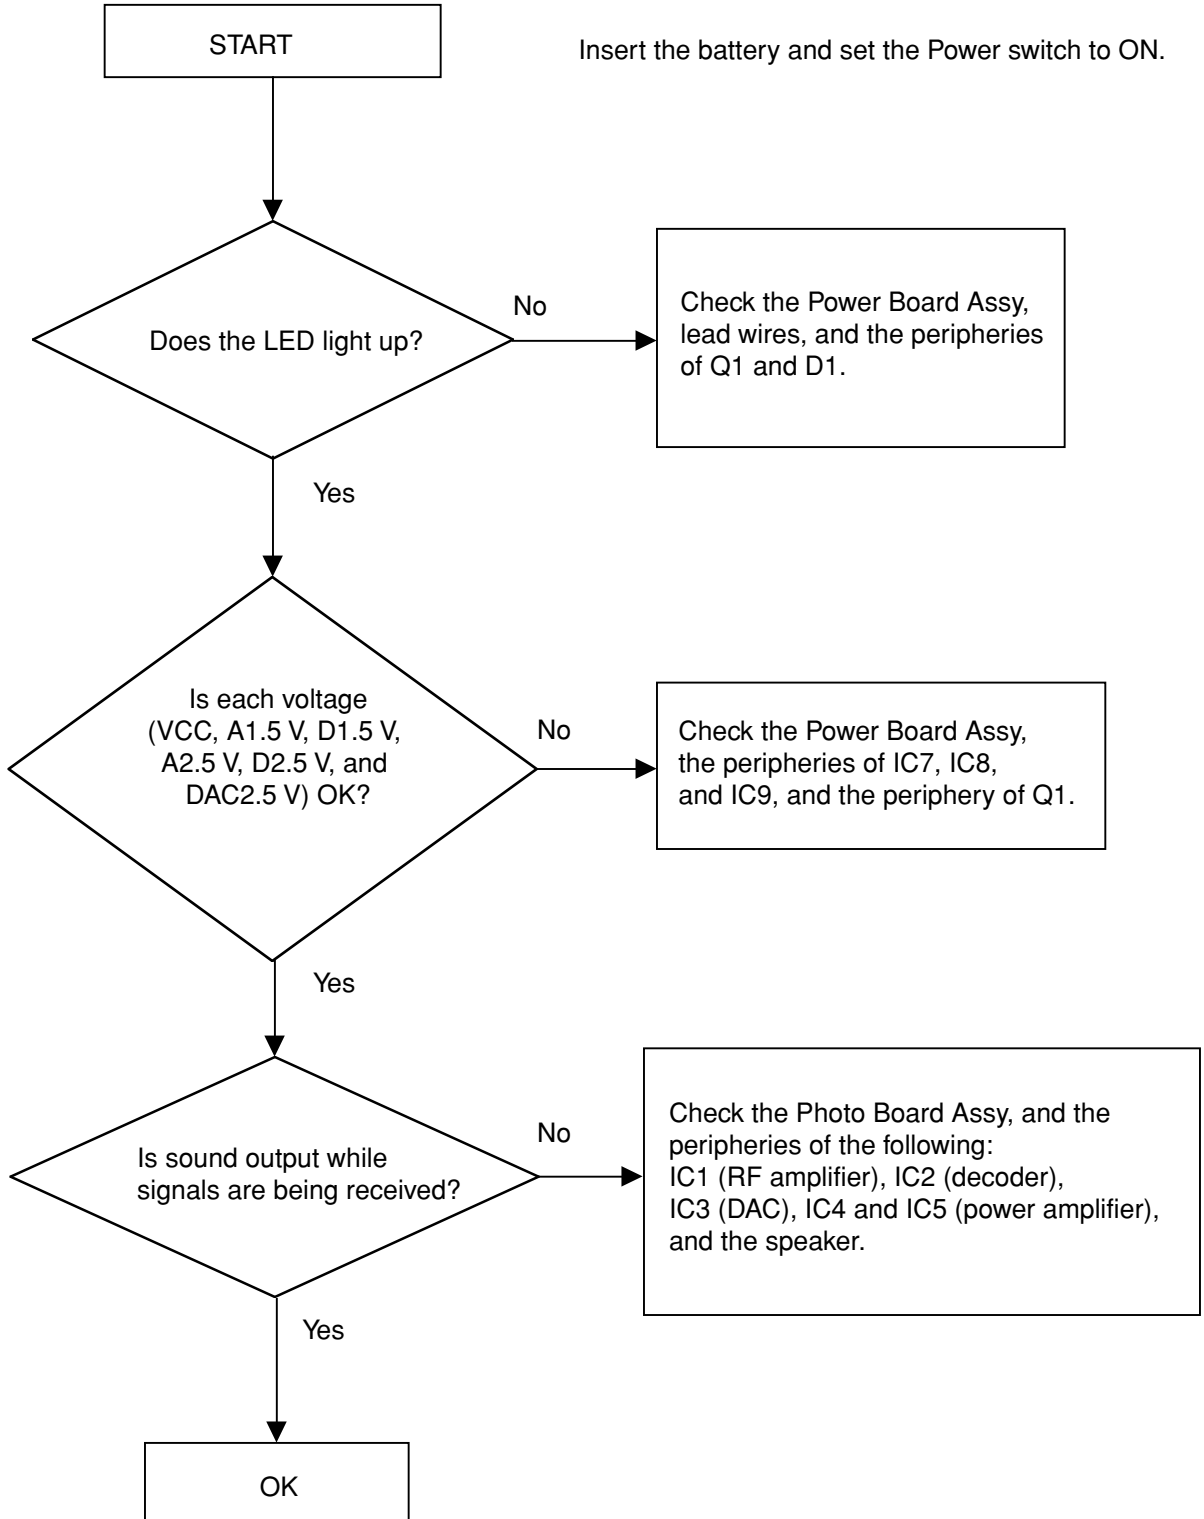 START
Insert the battery and set the Power switch to ON.
Does the LED light up?
No
Check the Power Board Assy,
lead wires, and the peripheries
of Q1 and D1.
Yes
Is each voltage
(VCC, A1.5 V, D1.5 V,
A2.5 V, D2.5 V, and
DAC2.5 V) OK?
No
Check the Power Board Assy,
the peripheries of IC7, IC8,
and IC9, and the periphery of Q1.
Yes
Is sound output while
signals are being received?
No
Check the Photo Board Assy, and the
peripheries of the following:
IC1 (RF amplifier), IC2 (decoder),
IC3 (DAC), IC4 and IC5 (power amplifier),
and the speaker.
Yes
OK